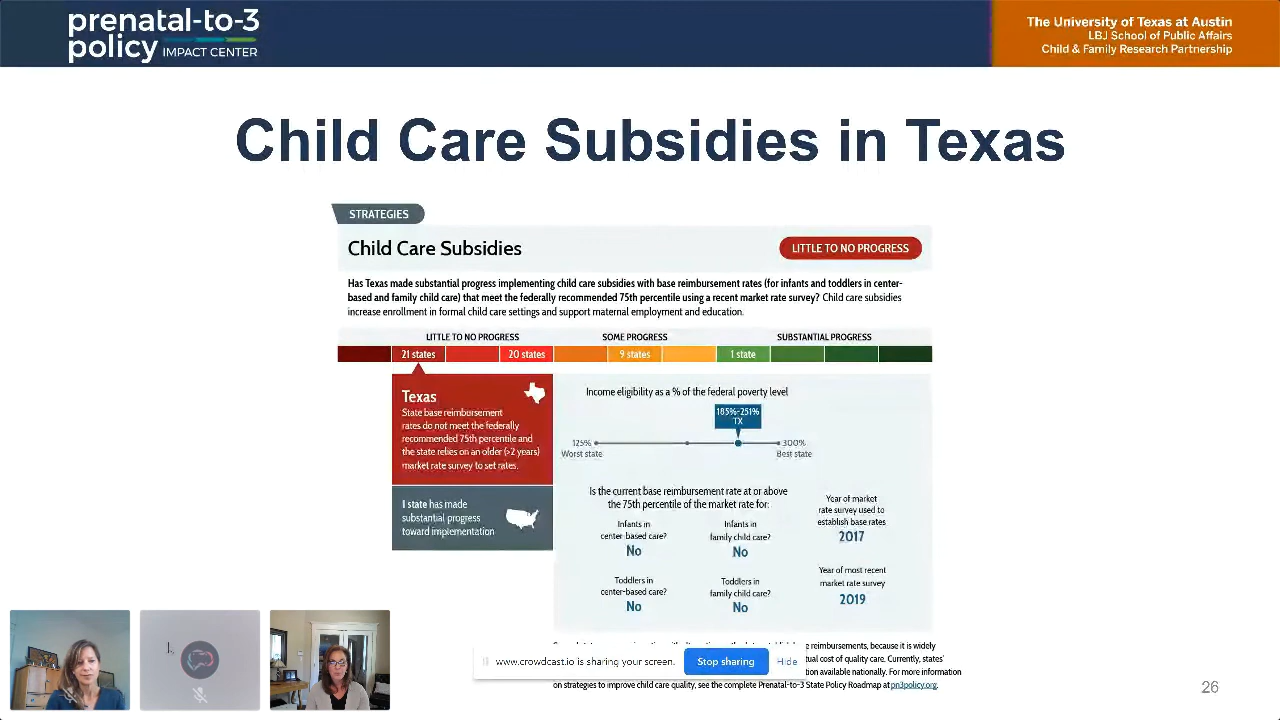 prenatal-to-3
policy IMPACT CENTER
The University of Texas at Austin
LBJ School of Public Affairs
Child & Family Research Partnership
Child Care Subsidies in Texas
STRATEGIES
Child Care Subsidies
LITTLE TO NO PROGRESS
Has Texas made substantial progress implementing child care subsidies with base reimbursement rates (for infants and toddlers in center-
based and family child care) that meet the federally recommended 75th percentile using a recent market rate survey? Child care subsidies
increase enrollment in formal child care settings and support maternal employment and education.
LITTLE TO NO PROGRESS SOME PROGRESS SUBSTANTIAL PROGRESS
21 states 20 states 9 states 1 state
Texas
State base reimbursement
rates do not meet the federally
recommended 75th percentile and
the state relies on an older (>2 years)
market rate survey to set rates.
1 state has made
substantial progress
toward implementation
Income eligibility as a % of the federal poverty level
185%-251%
TX
125%
Worst state
300%
Best state
Is the current base reimbursement rate at or above
the 75th percentile of the market rate for:
Infants in
center-based care?
No
Infants in
family child care?
No
Toddlers in
center-based care?
No
Toddlers in
family child care?
No
Year of market
rate survey used to
establish base rates
2017
Year of most recent
market rate survey
2019
reimbursements, because it is widely
cost of quality care. Currently, states'
available nationally. For more information
on strategies to improve child care quality, see the complete Prenatal-to-3 State Policy Roadmap at pn3policy.org.
www.crowdcast.io is sharing your screen. Stop sharing Hide
26